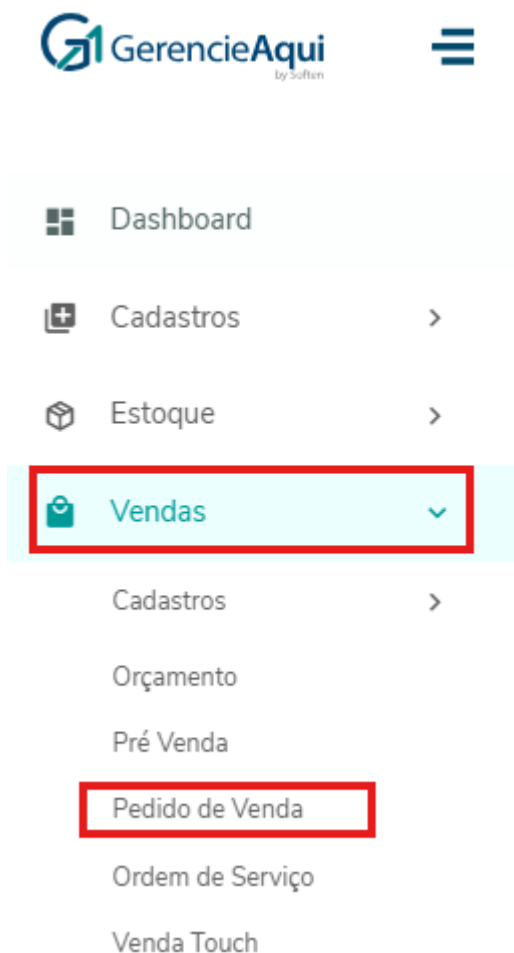 GerencieAqui
by Soften
Dashboard
Cadastros
Estoque
Vendas
Cadastros
Orçamento
Pré Venda
Pedido de Venda
Ordem de Serviço
Venda Touch